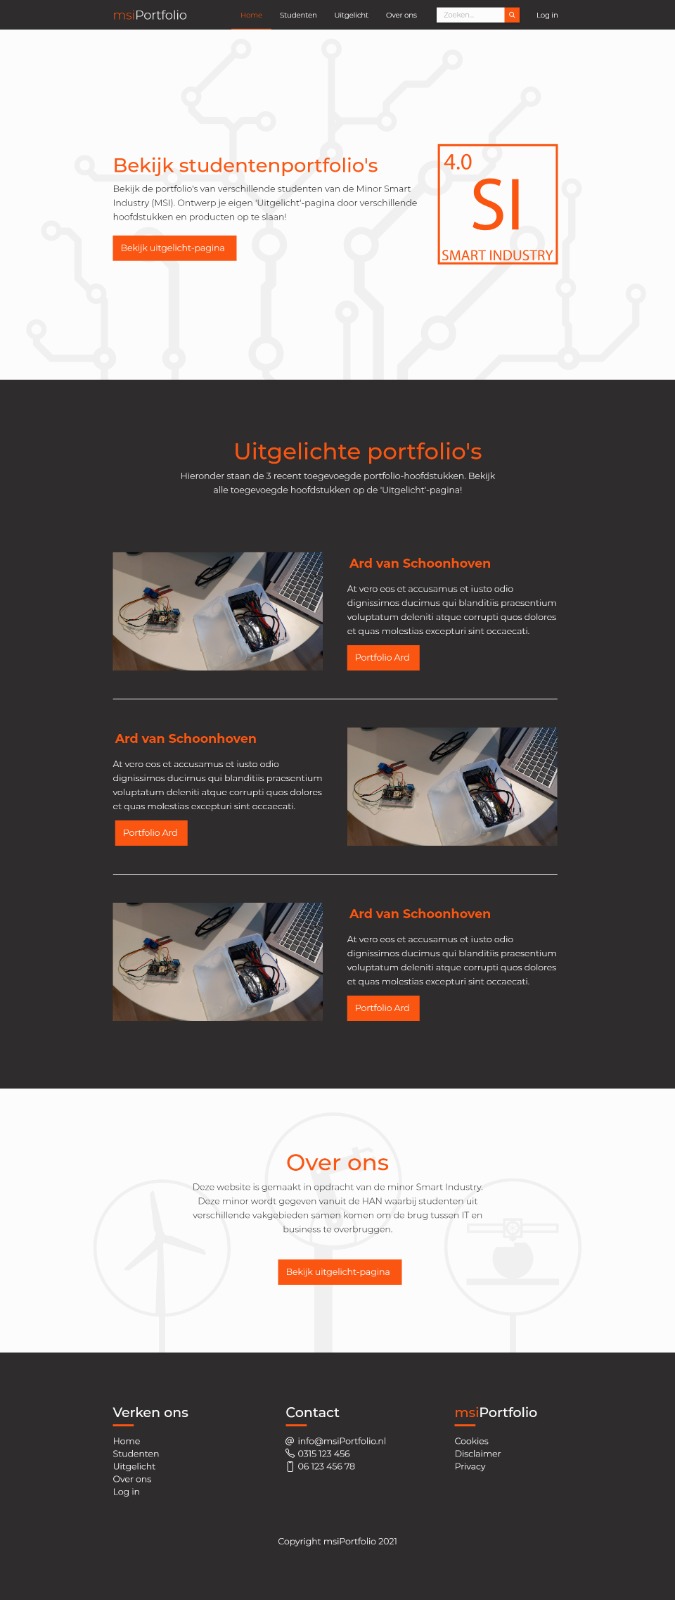 msiPortfolio Home Studenten Uitgelicht Over ons Zoeken... Log in
Bekijk studentenportfolio's
Bekijk de portfolio's van verschillende studenten van de Minor Smart
Industry (MSI). Ontwerp je eigen 'Uitgelicht'-pagina door verschillende
hoofdstukken en producten op te slaan!
Bekijk uitgelicht-pagina
4.0
SI
SMART INDUSTRY
Uitgelichte portfolio's
Hieronder staan de 3 recent toegevoegde portfolio-hoofdstukken. Bekijk
alle toegevoegde hoofdstukken op de 'Uitgelicht'-pagina!
Ard van Schoonhoven
At vero eos et accusamus et iusto odio
dignissimos ducimus qui blanditiis praesentium
voluptatum deleniti atque corrupti quos dolores
et quas molestias excepturi sint occaecati.
Portfolio Ard
Ard van Schoonhoven
At vero eos et accusamus et iusto odio
dignissimos ducimus qui blanditiis praesentium
voluptatum deleniti atque corrupti quos dolores
et quas molestias excepturi sint occaecati.
Portfolio Ard
Ard van Schoonhoven
At vero eos et accusamus et iusto odio
dignissimos ducimus qui blanditiis praesentium
voluptatum deleniti atque corrupti quos dolores
et quas molestias excepturi sint occaecati.
Portfolio Ard
Over ons
Deze website is gemaakt in opdracht van de minor Smart Industry.
Deze minor wordt gegeven vanuit de HAN waarbij studenten uit
verschillende vakgebieden samen komen om de brug tussen IT en
business te overbruggen.
Bekijk uitgelicht-pagina
Verken ons
Home
Studenten
Uitgelicht
Over ons
Log in
Contact
info@msiPortfolio.nl
0315 123 456
06 123 456 78
msiPortfolio
Cookies
Disclaimer
Privacy
Copyright msiPortfolio 2021